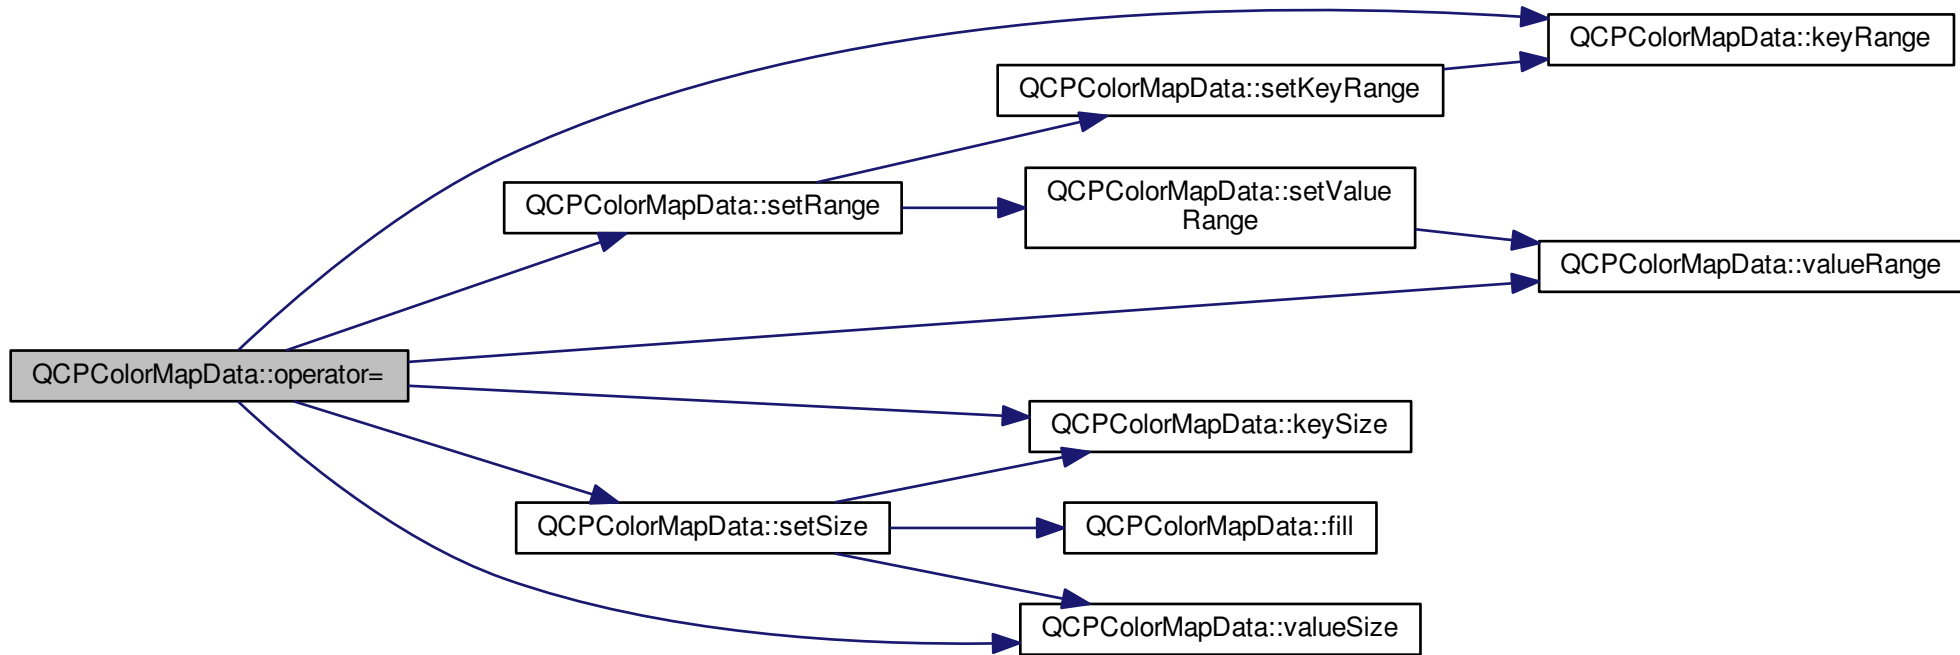 QCPColorMapData::keyRange
QCPColorMapData::setKeyRange
QCPColorMapData::setRange
QCPColorMapData::setValue
Range
QCPColorMapData::valueRange
QCPColorMapData::operator=
QCPColorMapData::keySize
QCPColorMapData::setSize
QCPColorMapData::fill
QCPColorMapData::valueSize